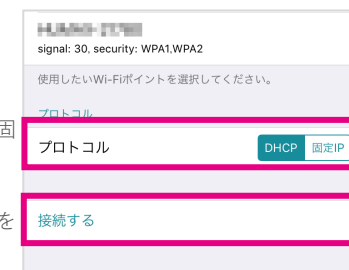 signal: 30, security: WPA1,WPA2
使用したいWi-Fiポイントを選択してください。
プロトコル
固
プロトコル DHCP 固定IP
を 接続する